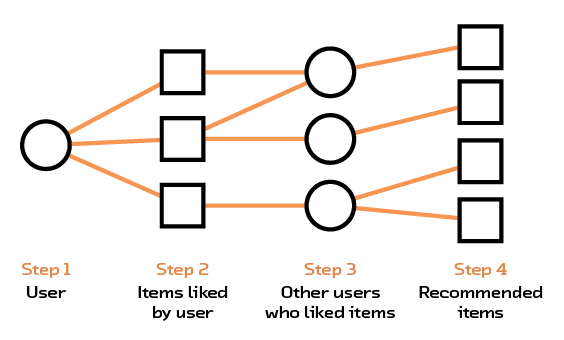 Step 1
User
Step 2
Items liked
by user
Step 3
Other users
who liked items
Step 4
Recommended
items